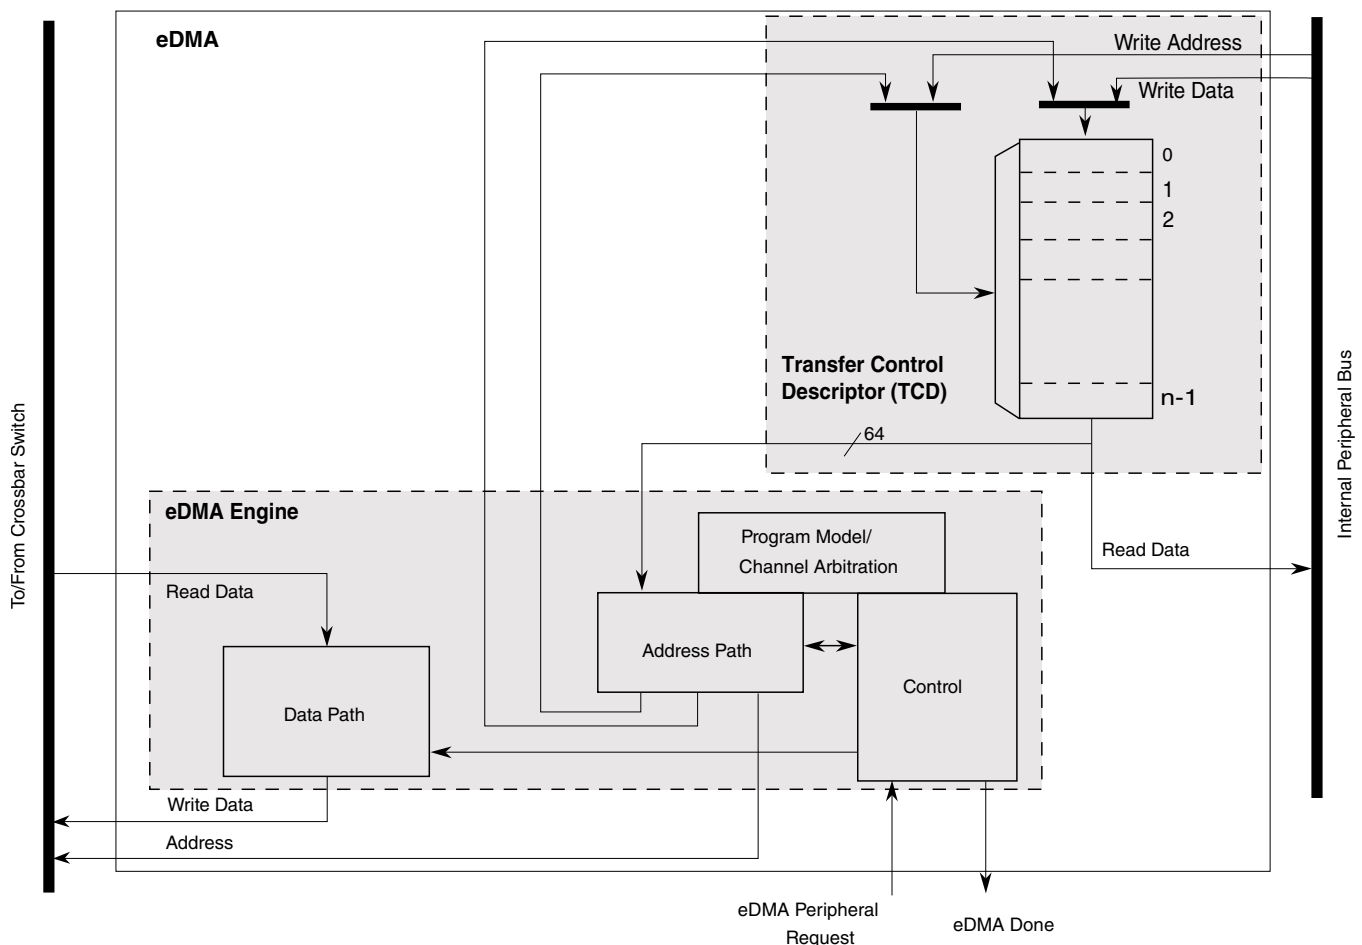 eDMA
Write Address
Write Data
0
1
2
n-1
Transfer Control
Descriptor (TCD)
64
To/From Crossbar Switch
Internal Peripheral Bus
eDMA Engine
Program Model/
Channel Arbitration
Read Data
Read Data
Address Path
Control
Data Path
Write Data
Address
eDMA Peripheral
Request
eDMA Done